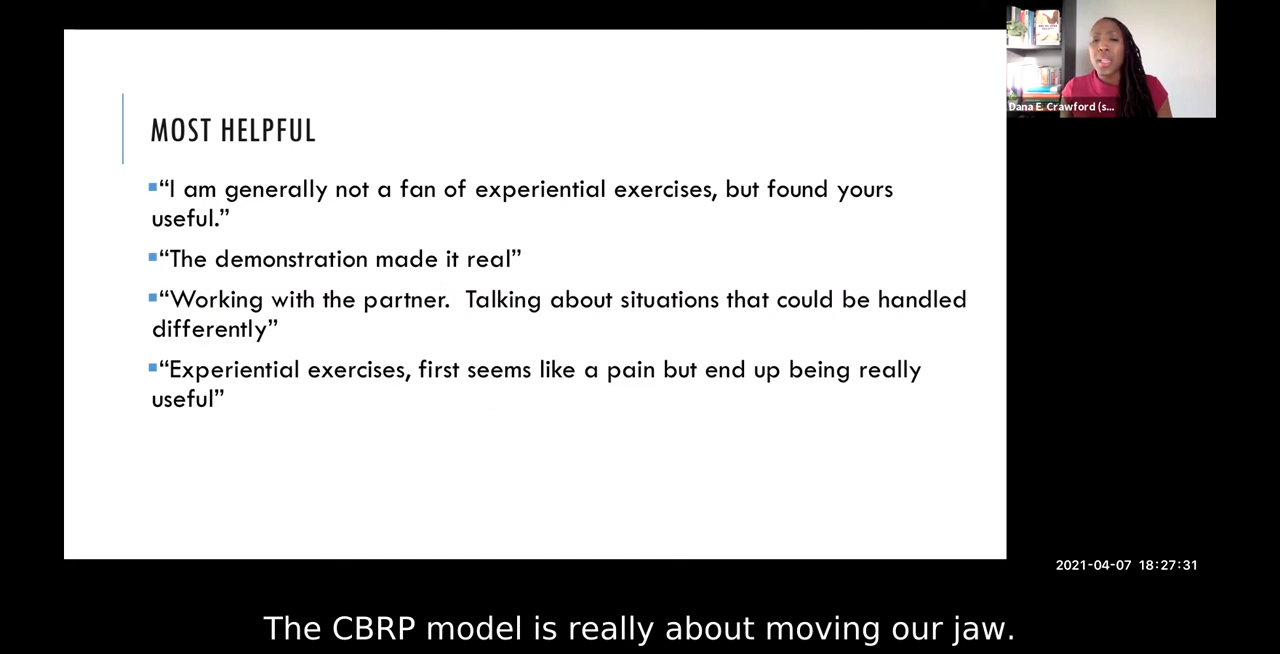 Dana E. Crawford (s...
MOST HELPFUL
“I am generally not a fan of experiential exercises, but found yours
useful.”
“The demonstration made it real”
“Working with the partner.  Talking about situations that could be handled
differently”
“Experiential exercises, first seems like a pain but end up being really
useful”
2021-04-07 18:27:31
The CBRP model is really about moving our jaw.